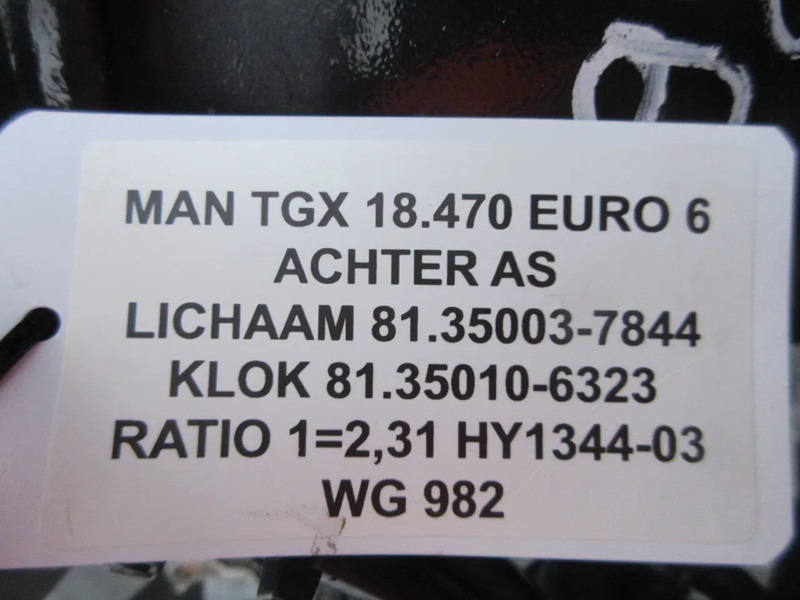 MAN TGX 18.470 EURO 6
ACHTER AS
LICHAAM 81.35003-7844
KLOK 81.35010-6323
RATIO 1=2,31 HY1344-03
WG 982